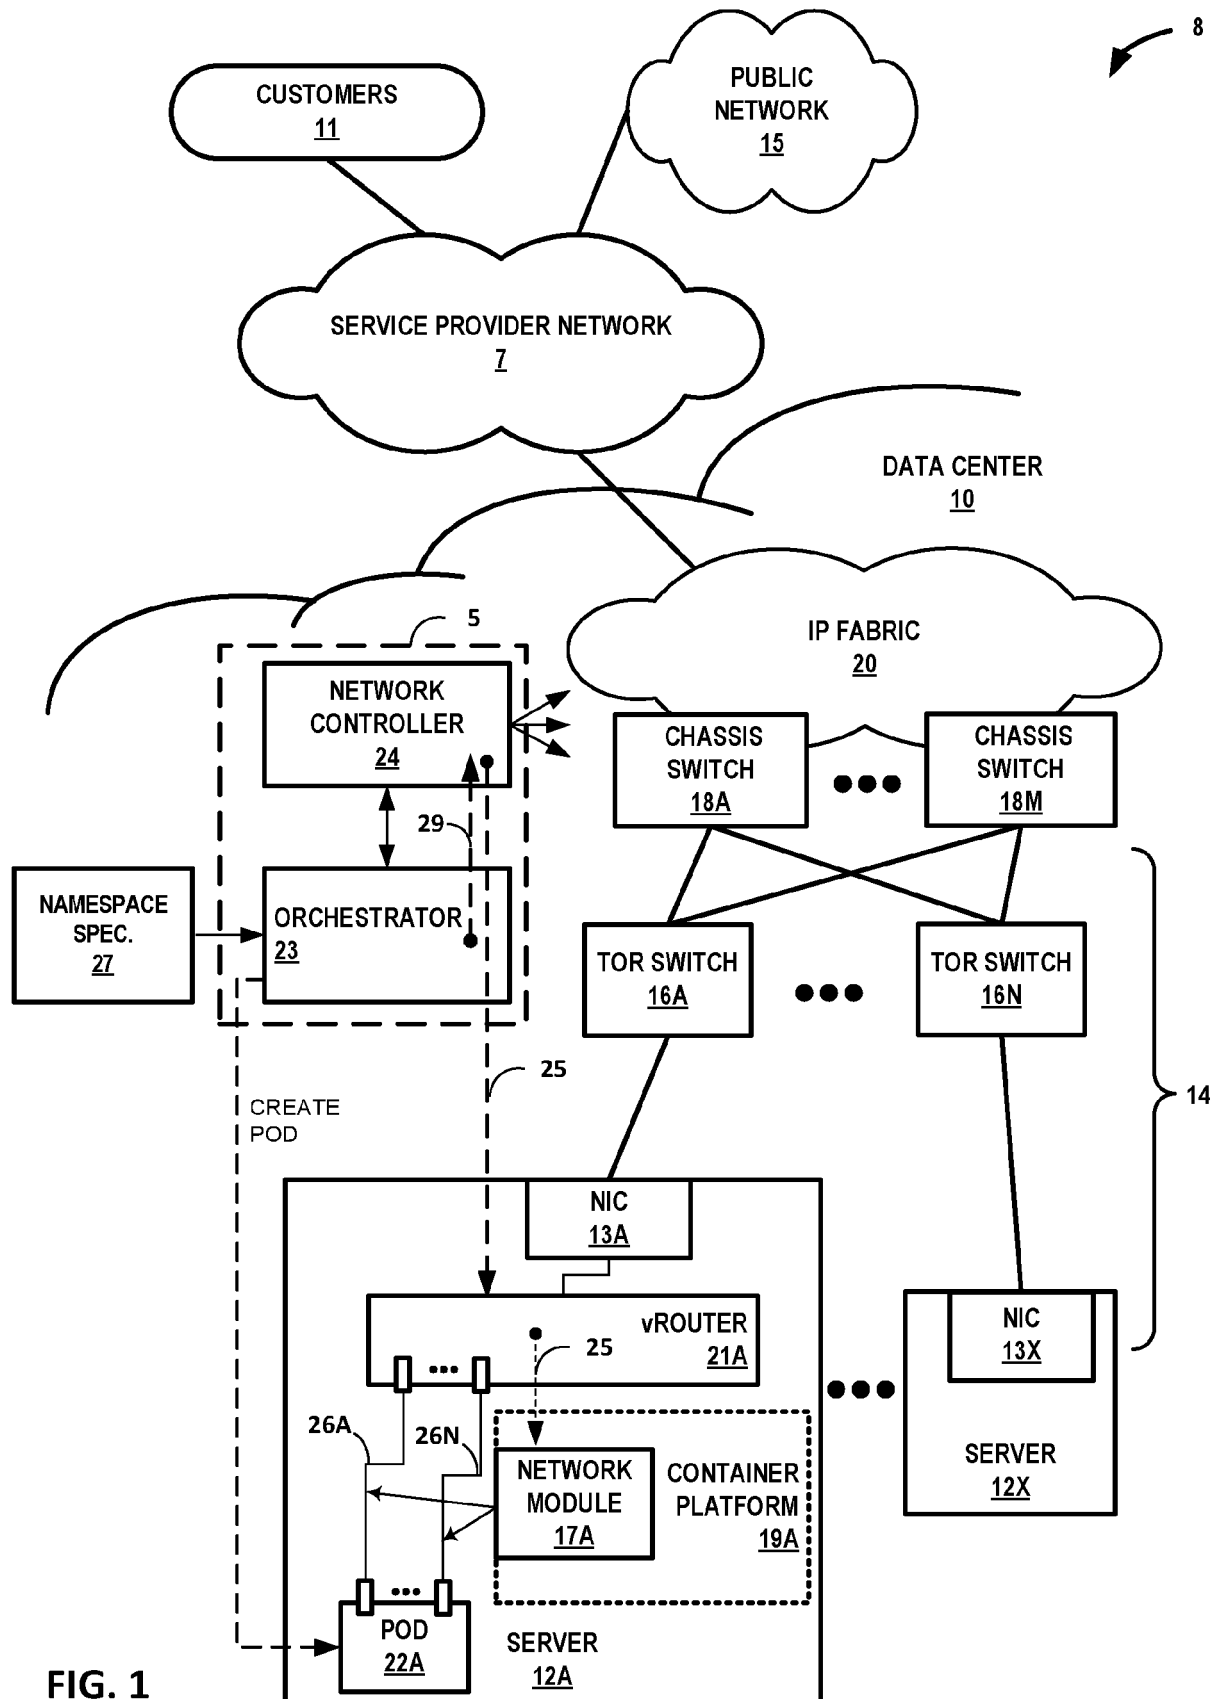 8
CUSTOMERS
11
PUBLIC
NETWORK
15
SERVICE PROVIDER NETWORK
7
DATA CENTER
10
5
IP FABRIC
20
NETWORK
CONTROLLER
24
CHASSIS
SWITCH
18A
CHASSIS
SWITCH
18M
29
NAMESPACE
SPEC.
27
ORCHESTRATOR
23
TOR SWITCH
16A
TOR SWITCH
16N
25
14
CREATE
POD
NIC
13A
vROUTER
21A
25
NIC
13X
26A
26N
NETWORK
MODULE
17A
CONTAINER
PLATFORM
19A
SERVER
12X
POD
22A
SERVER
12A
FIG. 1